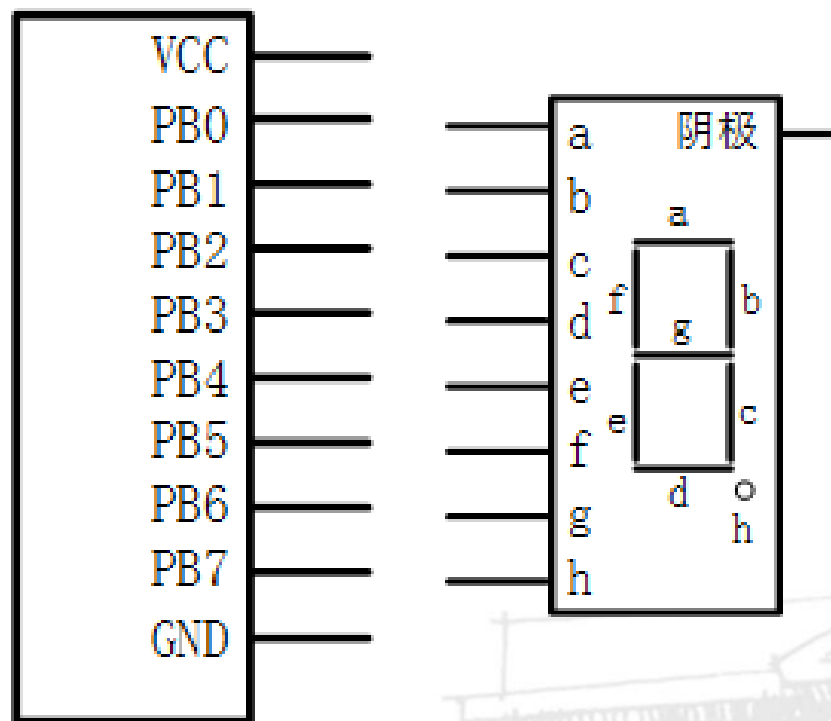 VCC
PB0
PB1
PB2
PB3
PB4
PB5
PB6
PB7
GND
a 阴极
b
c
d
e
f
g
h
a
f b
g
e c
d
h